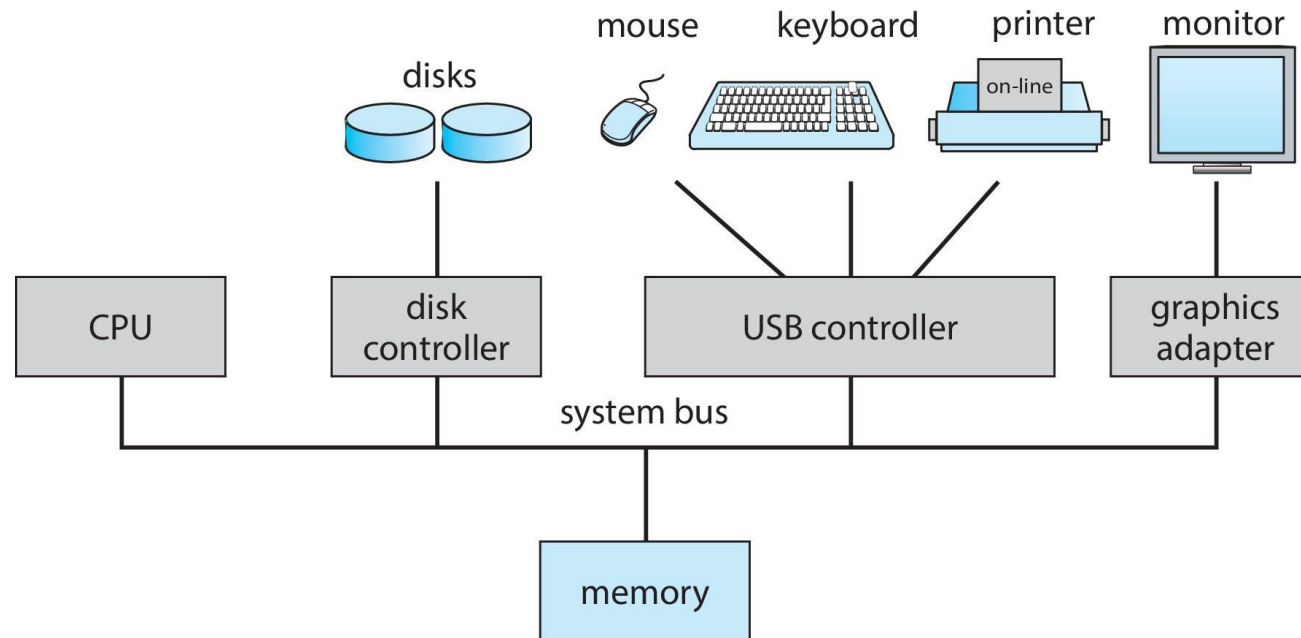 mouse
keyboard
printer
monitor
disks
on-line
CPU
disk
controller
USB controller
graphics
adapter
system bus
memory